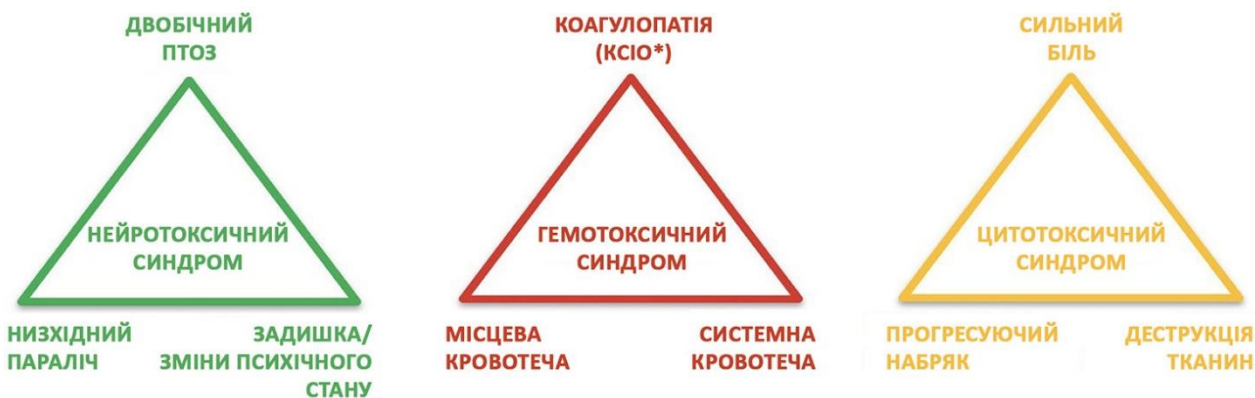 ДВОБІЧНИЙ
ПТОЗ
НЕЙРОТОКСИЧНИЙ
СИНДРОМ
НИЗХІДНИЙ
ПАРАЛІЧ
ЗАДИШКА/
ЗМІНИ ПСИХІЧНОГО
СТАНУ
КОАГУЛОПАТІЯ
(КСІО*)
ГЕМОТОКСИЧНИЙ
СИНДРОМ
МІСЦЕВА
КРОВОТЕЧА
СИСТЕМНА
КРОВОТЕЧА
СИЛЬНИЙ
БІЛЬ
ЦИТОТОКСИЧНИЙ
СИНДРОМ
ПРОГРЕСУЮЧИЙ
НАБРЯК
ДЕСТРУКЦІЯ
ТКАНИН